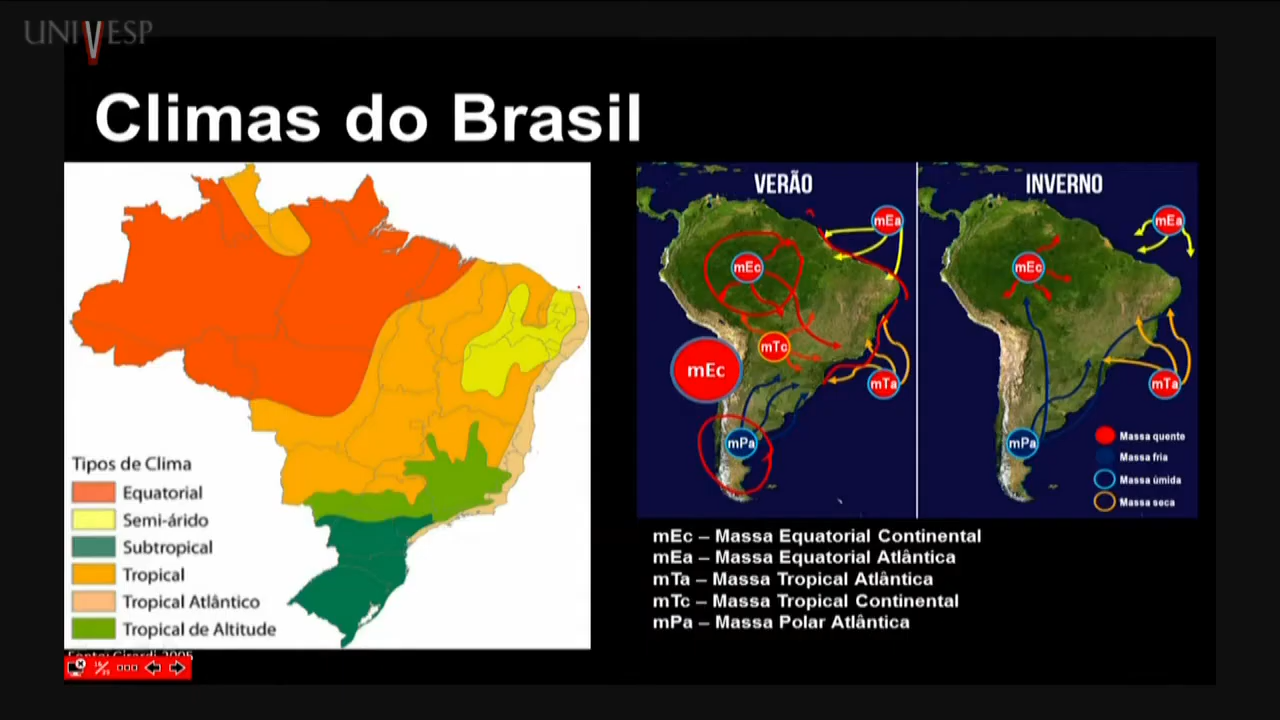 UNIVESP
Climas do Brasil
Tipos de Clima
Equatorial
Semi-árido
Subtropical
Tropical
Tropical Atlântico
Tropical de Altitude
Fonte: Girardi 2005
VERÃO
mEa
mEc
mTc
mEc
mTa
mPa
INVERNO
mEa
mEc
mTa
mPa
Massa quente
Massa fria
Massa úmida
Massa seca
mEc – Massa Equatorial Continental
mEa – Massa Equatorial Atlântica
mTa – Massa Tropical Atlântica
mTc – Massa Tropical Continental
mPa – Massa Polar Atlântica